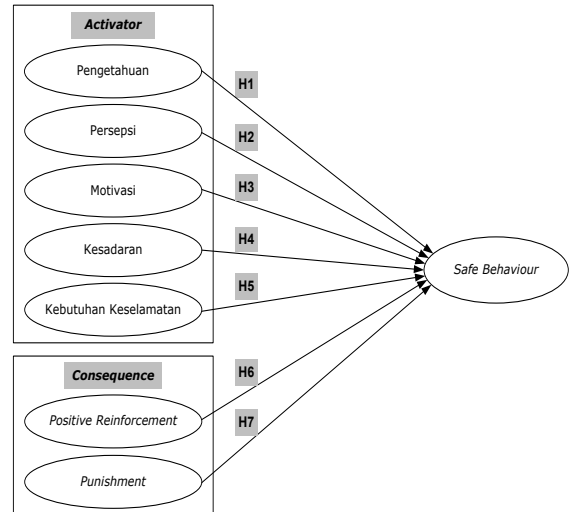 Activator
Pengetahuan
H1
Persepsi
H2
Motivasi
H3
Kesadaran
H4
Kebutuhan Keselamatan
H5
Safe Behaviour
Consequence
Positive Reinforcement
H6
Punishment
H7